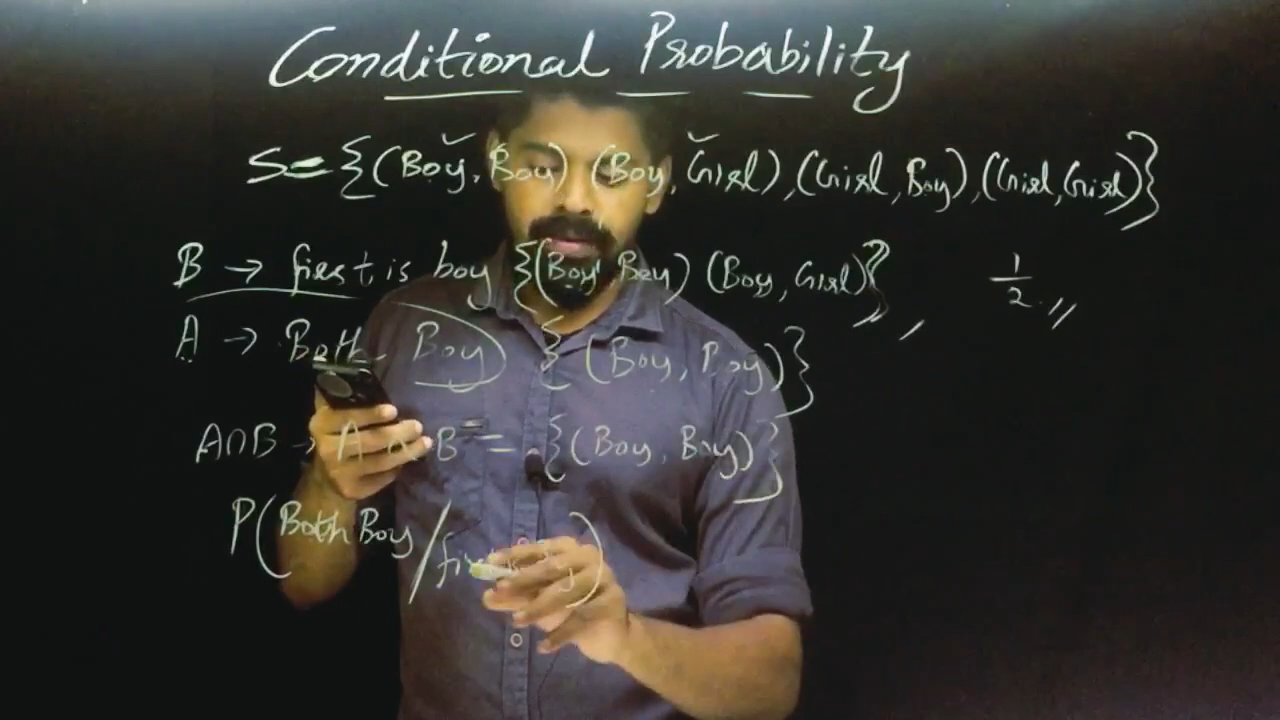 Conditional Probability
S = {(Boy, Boy) (Boy, Girl), (Girl, Boy), (Girl, Girl)}
B → first is boy {(Boy, Boy) (Boy, Girl)}, 1/2 //
A → Both Boy {(Boy, Boy)}
A∩B → A ∩ B = {(Boy, Boy)}
P(Both Boy /